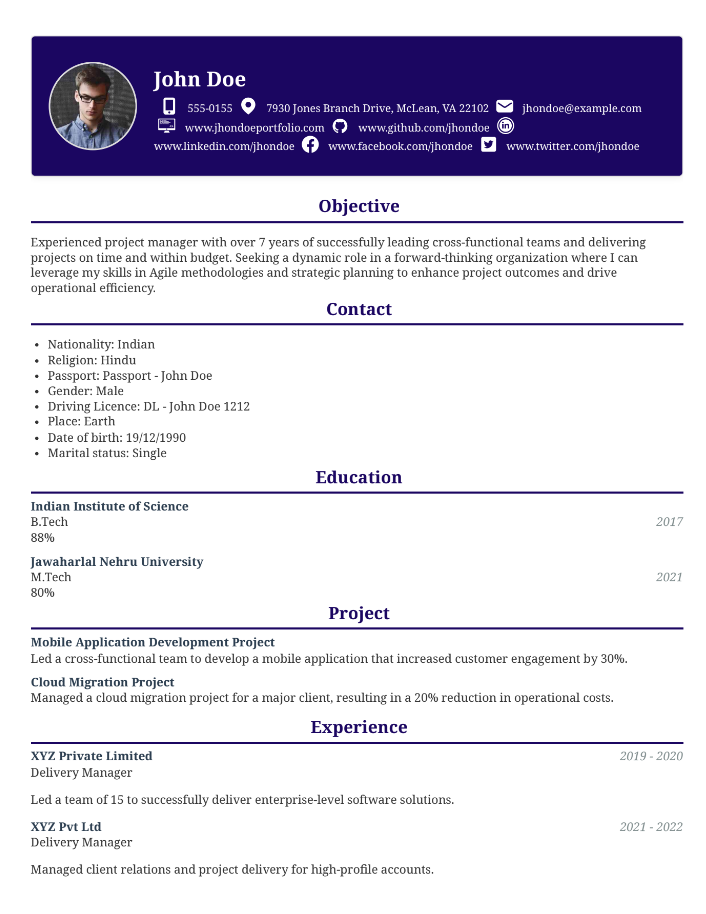 John Doe
555-0155 7930 Jones Branch Drive, McLean, VA 22102 jhondoe@example.com
www.jhondoeportfolio.com www.github.com/jhondoe
www.linkedin.com/jhondoe www.facebook.com/jhondoe www.twitter.com/jhondoe
Objective
Experienced project manager with over 7 years of successfully leading cross-functional teams and delivering
projects on time and within budget. Seeking a dynamic role in a forward-thinking organization where I can
leverage my skills in Agile methodologies and strategic planning to enhance project outcomes and drive
operational efficiency.
Contact
• Nationality: Indian
• Religion: Hindu
• Passport: Passport - John Doe
• Gender: Male
• Driving Licence: DL - John Doe 1212
• Place: Earth
• Date of birth: 19/12/1990
• Marital status: Single
Education
Indian Institute of Science
B.Tech 2017
88%
Jawaharlal Nehru University
M.Tech 2021
80%
Project
Mobile Application Development Project
Led a cross-functional team to develop a mobile application that increased customer engagement by 30%.
Cloud Migration Project
Managed a cloud migration project for a major client, resulting in a 20% reduction in operational costs.
Experience
XYZ Private Limited 2019 - 2020
Delivery Manager
Led a team of 15 to successfully deliver enterprise-level software solutions.
XYZ Pvt Ltd 2021 - 2022
Delivery Manager
Managed client relations and project delivery for high-profile accounts.